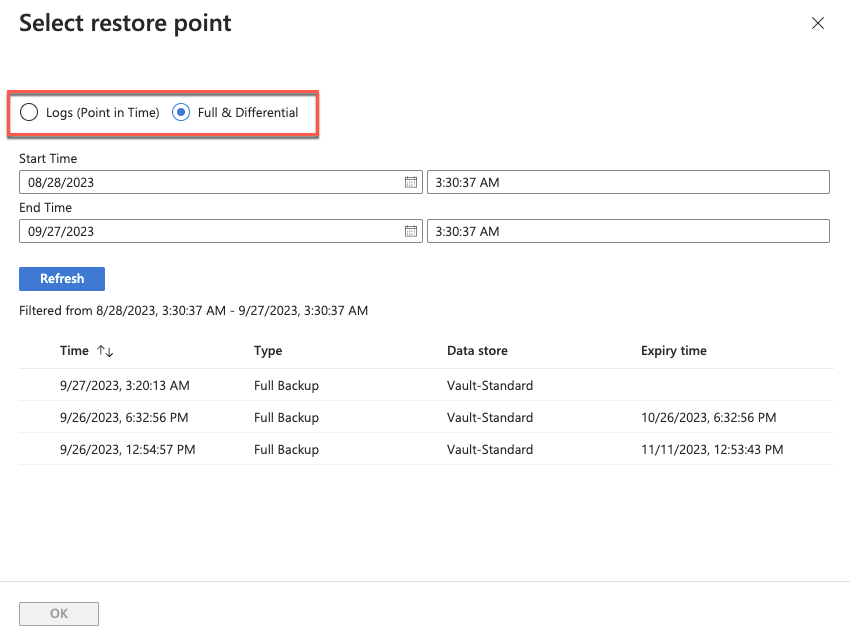 Select restore point
Logs (Point in Time) Full & Differential
Start Time
08/28/2023 3:30:37 AM
End Time
09/27/2023 3:30:37 AM
Refresh
Filtered from 8/28/2023, 3:30:37 AM - 9/27/2023, 3:30:37 AM
Time Type Data store Expiry time
9/27/2023, 3:20:13 AM Full Backup Vault-Standard
9/26/2023, 6:32:56 PM Full Backup Vault-Standard 10/26/2023, 6:32:56 PM
9/26/2023, 12:54:57 PM Full Backup Vault-Standard 11/11/2023, 12:53:43 PM
OK